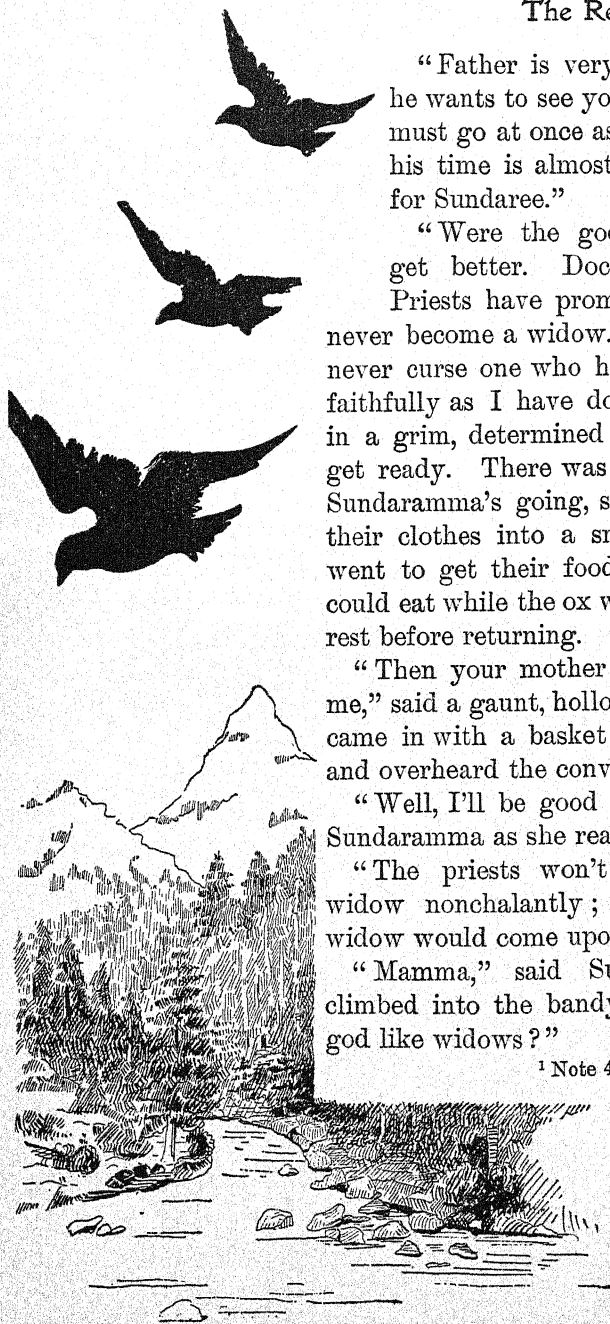 The Re
"Father is very
he wants to see yo
must go at once as
his time is almost
for Sundaree."
"Were the goo
get better. Doc
Priests have prom
never become a widow.
never curse one who h
faithfully as I have do
in a grim, determined
get ready. There was
Sundaramma's going, s
their clothes into a sm
went to get their food
could eat while the ox w
rest before returning.
"Then your mother
me," said a gaunt, hollo
came in with a basket
and overheard the conv
"Well, I'll be good
Sundaramma as she rea
"The priests won't
widow nonchalantly;
widow would come upo
"Mamma," said Su
climbed into the bandy
god like widows?"
¹ Note 4